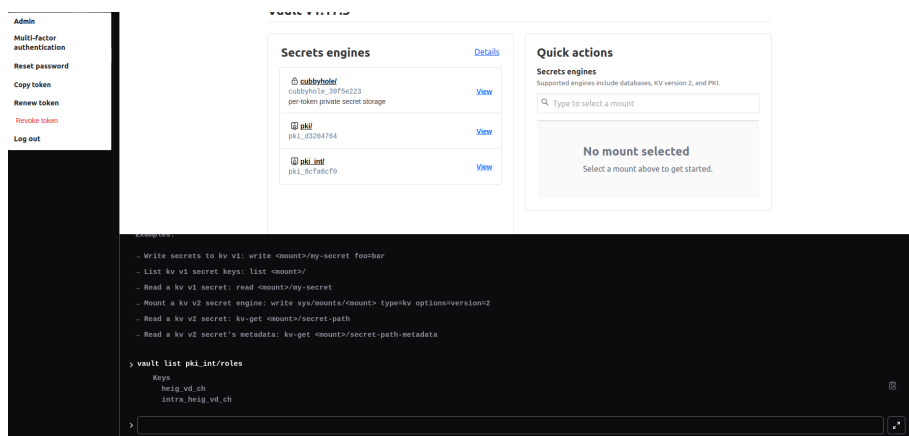 Vault v1.17.5
Admin
Multi-factor
authentication
Reset password
Copy token
Renew token
Revoke token
Log out
Secrets engines
Details
cubbyhole/
cubbyhole_39f5e223
per-token private secret storage
View
pki/
pki_d3204764
View
pki_int/
pki_8cfa6cf0
View
Quick actions
Secrets engines
Supported engines include databases, KV version 2, and PKI.
Type to select a mount
No mount selected
Select a mount above to get started.
Examples:
→ Write secrets to kv v1: write <mount>/my-secret foo=bar
→ List kv v1 secret keys: list <mount>/
→ Read a kv v1 secret: read <mount>/my-secret
→ Mount a kv v2 secret engine: write sys/mounts/<mount> type=kv options=version=2
→ Read a kv v2 secret: kv-get <mount>/secret-path
→ Read a kv v2 secret's metadata: kv-get <mount>/secret-path-metadata
> vault list pki_int/roles
Keys
heig_vd_ch
intra_heig_vd_ch
>